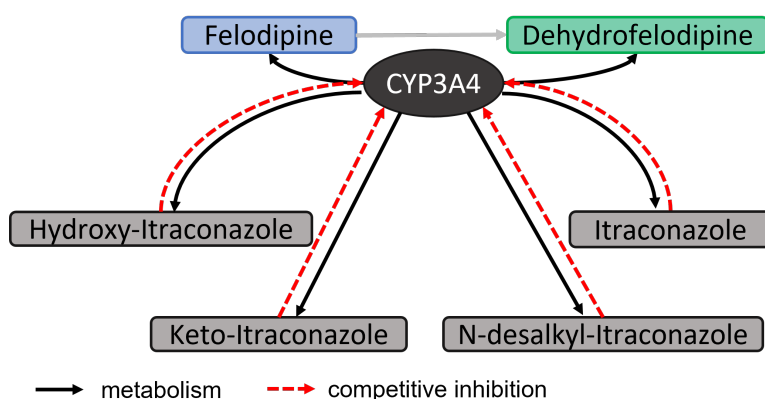 Felodipine
Dehydrofelodipine
CYP3A4
Hydroxy-Itraconazole
Itraconazole
Keto-Itraconazole
N-desalkyl-Itraconazole
metabolism
competitive inhibition